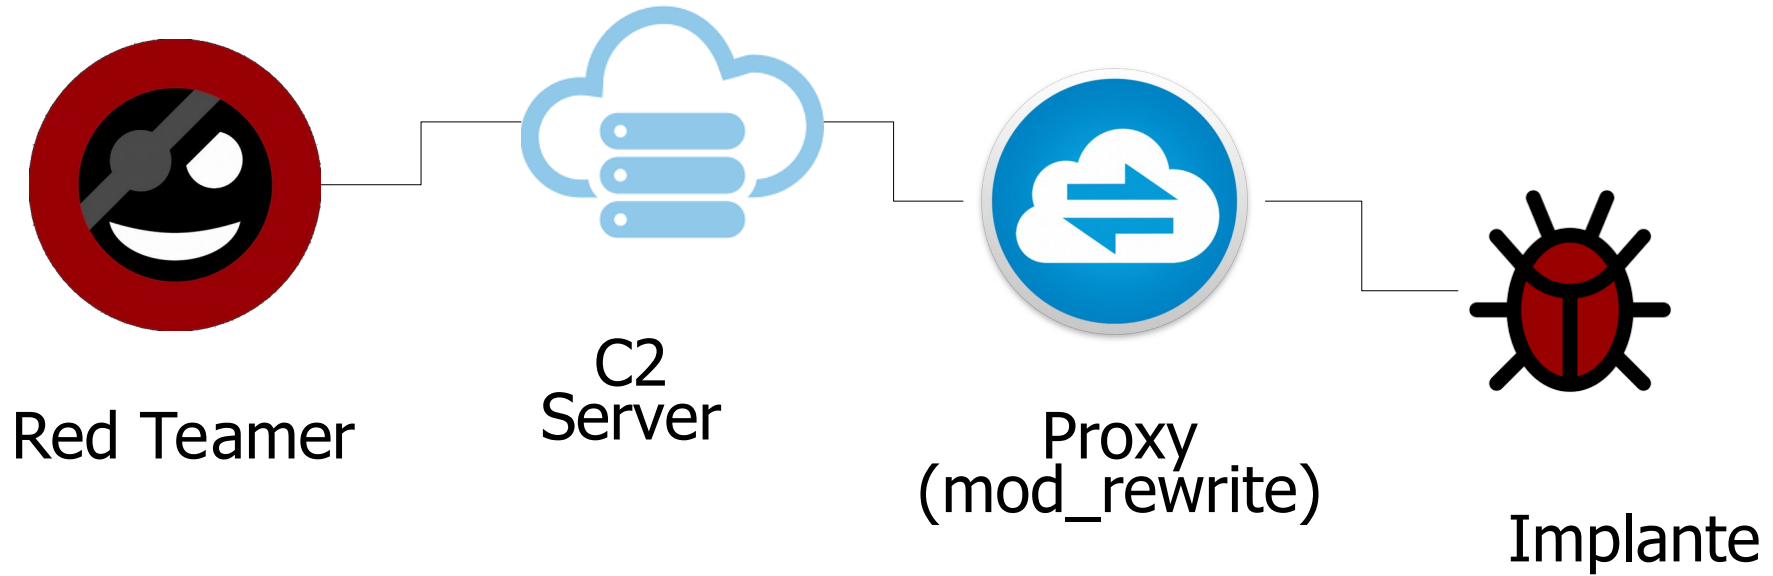 Red Teamer
C2
Server
Proxy
(mod_rewrite)
Implante